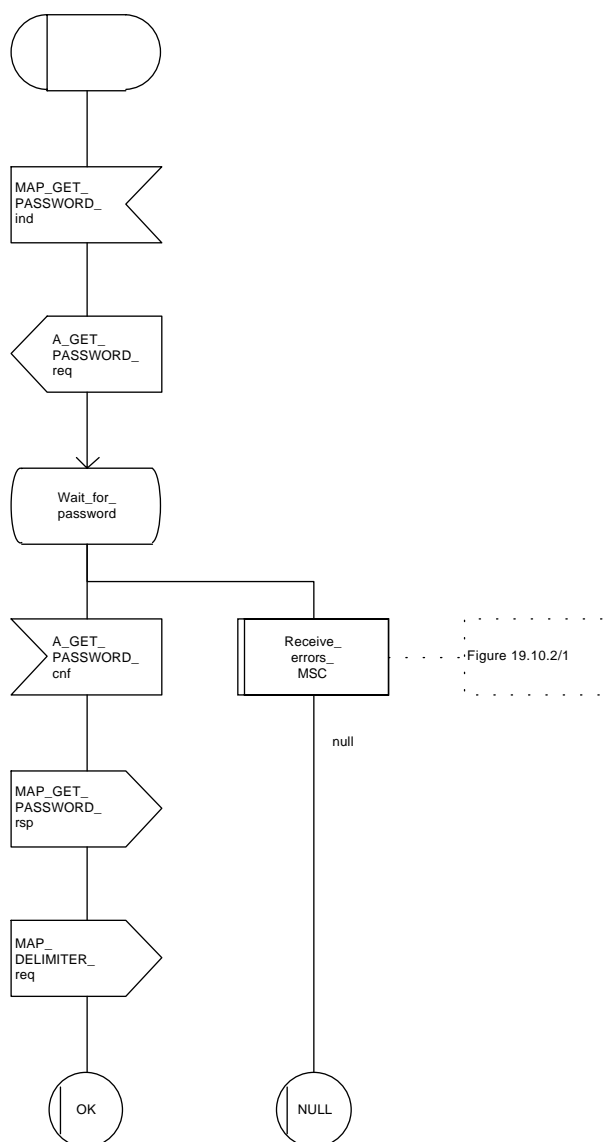 MAP_GET_
PASSWORD_
ind
A_GET_
PASSWORD_
req
Wait_for_
password
A_GET_
PASSWORD_
cnf
Receive_
errors_
MSC
Figure 19.10.2/1
null
MAP_GET_
PASSWORD_
rsp
MAP_
DELIMITER_
req
OK
NULL